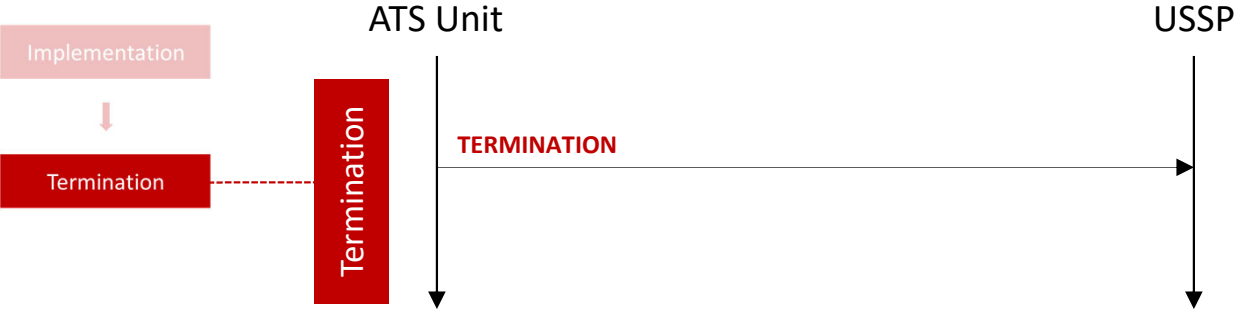 ATS Unit
USSP
Implementation
Termination
Termination
TERMINATION